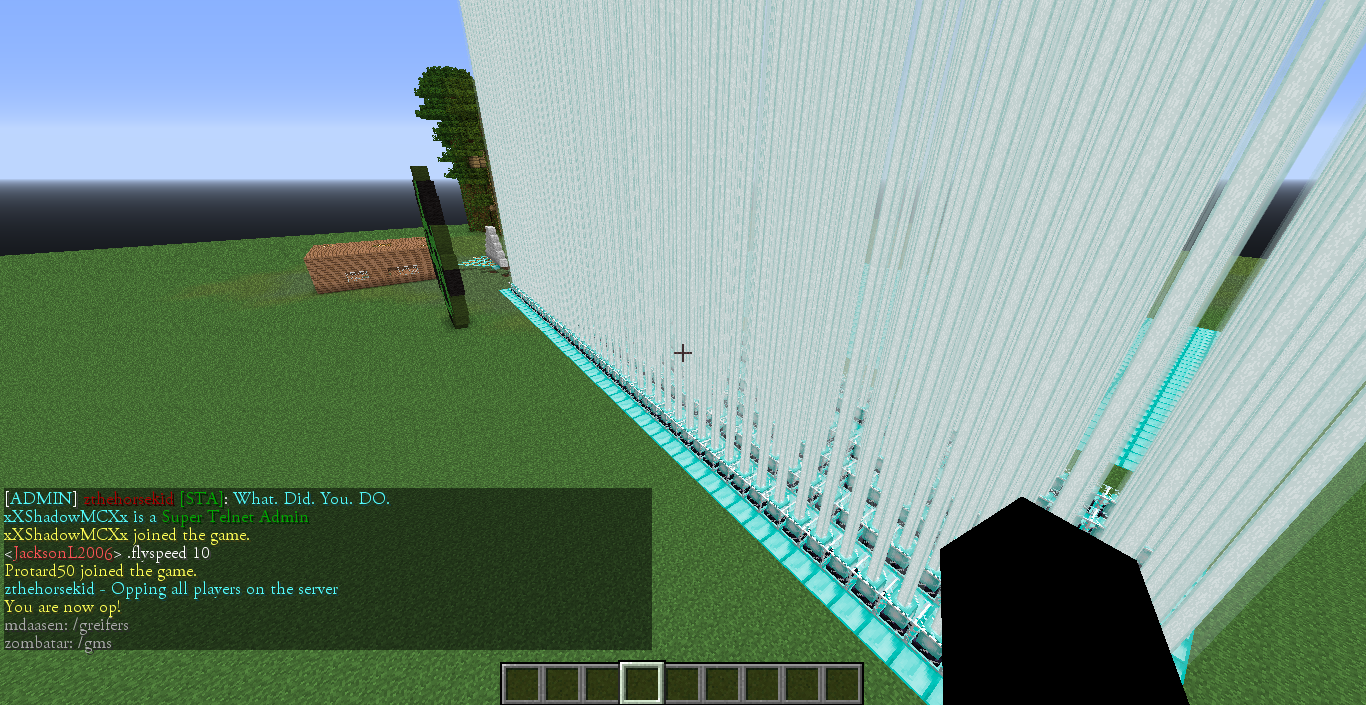 [ADMIN] zthehorsekid [STA]: What. Did. You. DO.
xXShadowMCXx is a Super Telnet Admin
xXShadowMCXx joined the game.
<JacksonL2006> .flyspeed 10
Protard50 joined the game.
zthehorsekid - Opping all players on the server
You are now op!
mdaasen: /greifers
zombatar: /gms